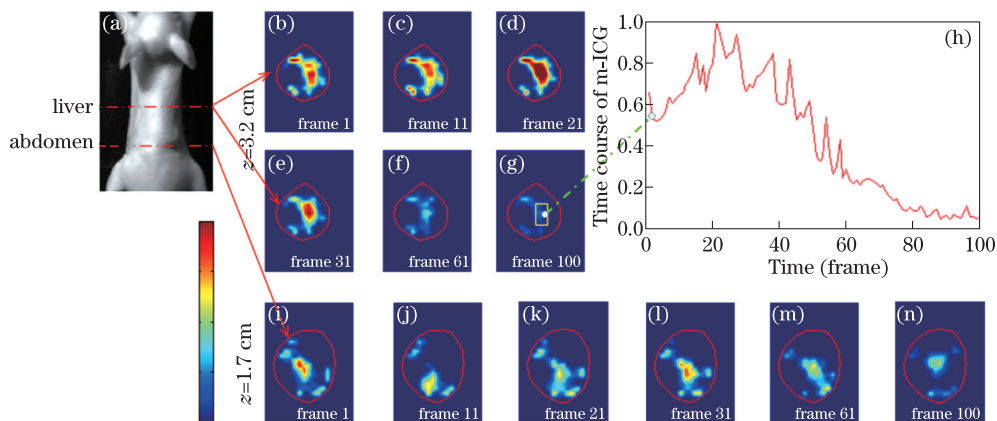 (a)
(b)
(c)
(d)
liver
abdomen
z=3.2 cm
frame 1
frame 11
frame 21
(e)
(f)
(g)
frame 31
frame 61
frame 100
(h)
Time course of m-ICG
1.0
0.8
0.6
0.4
0.2
0
0
20
40
60
80
100
Time (frame)
z=1.7 cm
(i)
(j)
(k)
(l)
(m)
(n)
frame 1
frame 11
frame 21
frame 31
frame 61
frame 100